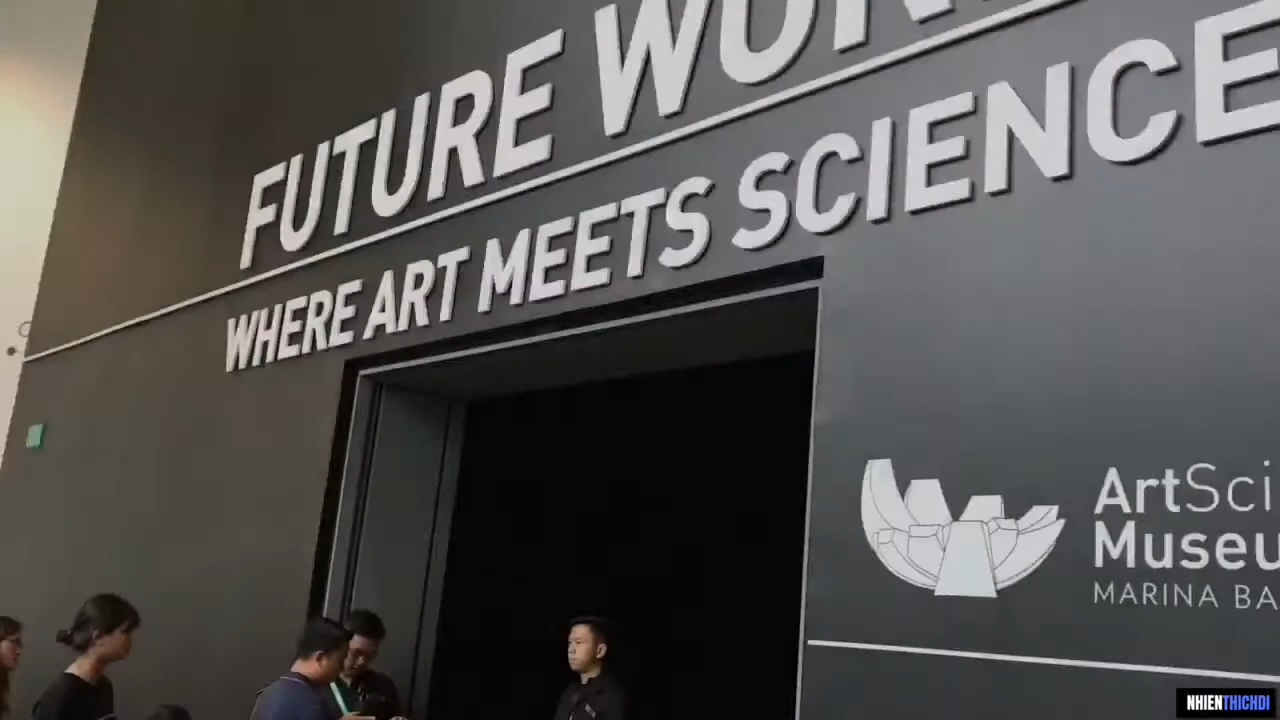 FUTURE WOR
WHERE ART MEETS SCIENCE
ArtSci
Museu
MARINA BA
NHIENTHICHDI